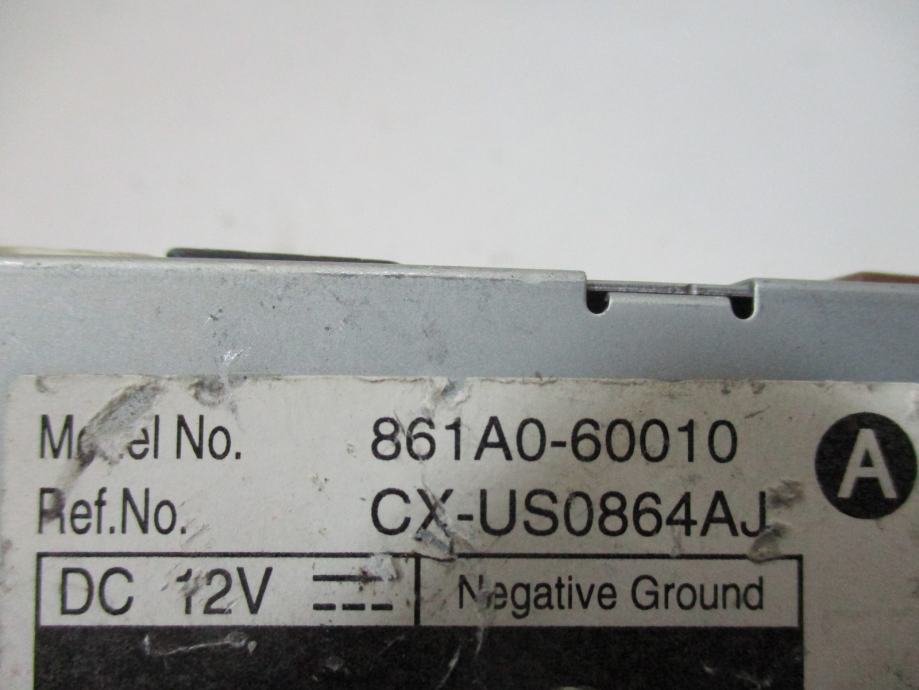 Model No. 861A0-60010
A
Ref.No. CX-US0864AJ
DC 12V Negative Ground